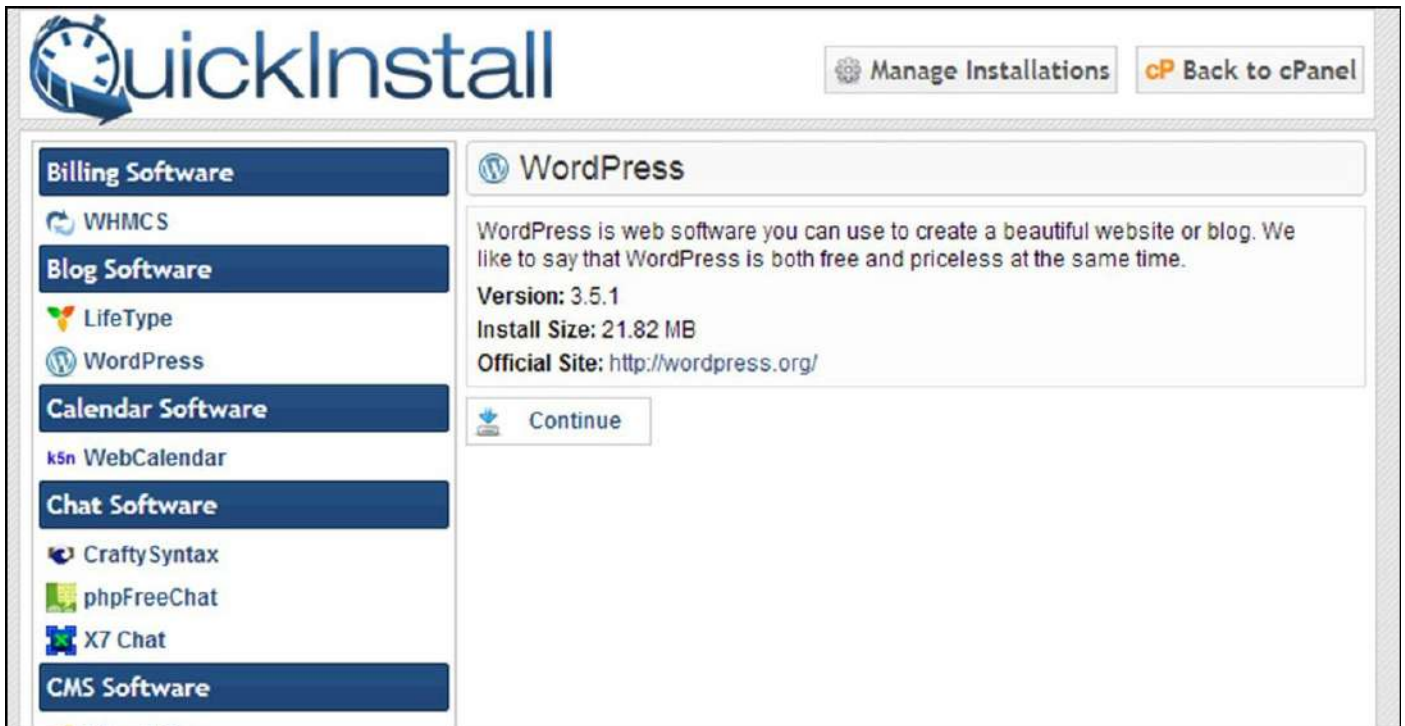 QuickInstall
Manage Installations
cP Back to cPanel
Billing Software
WHMCS
Blog Software
LifeType
WordPress
Calendar Software
k5n WebCalendar
Chat Software
CraftySyntax
phpFreeChat
X7 Chat
CMS Software
WordPress
WordPress is web software you can use to create a beautiful website or blog. We
like to say that WordPress is both free and priceless at the same time.
Version: 3.5.1
Install Size: 21.82 MB
Official Site: http://wordpress.org/
Continue